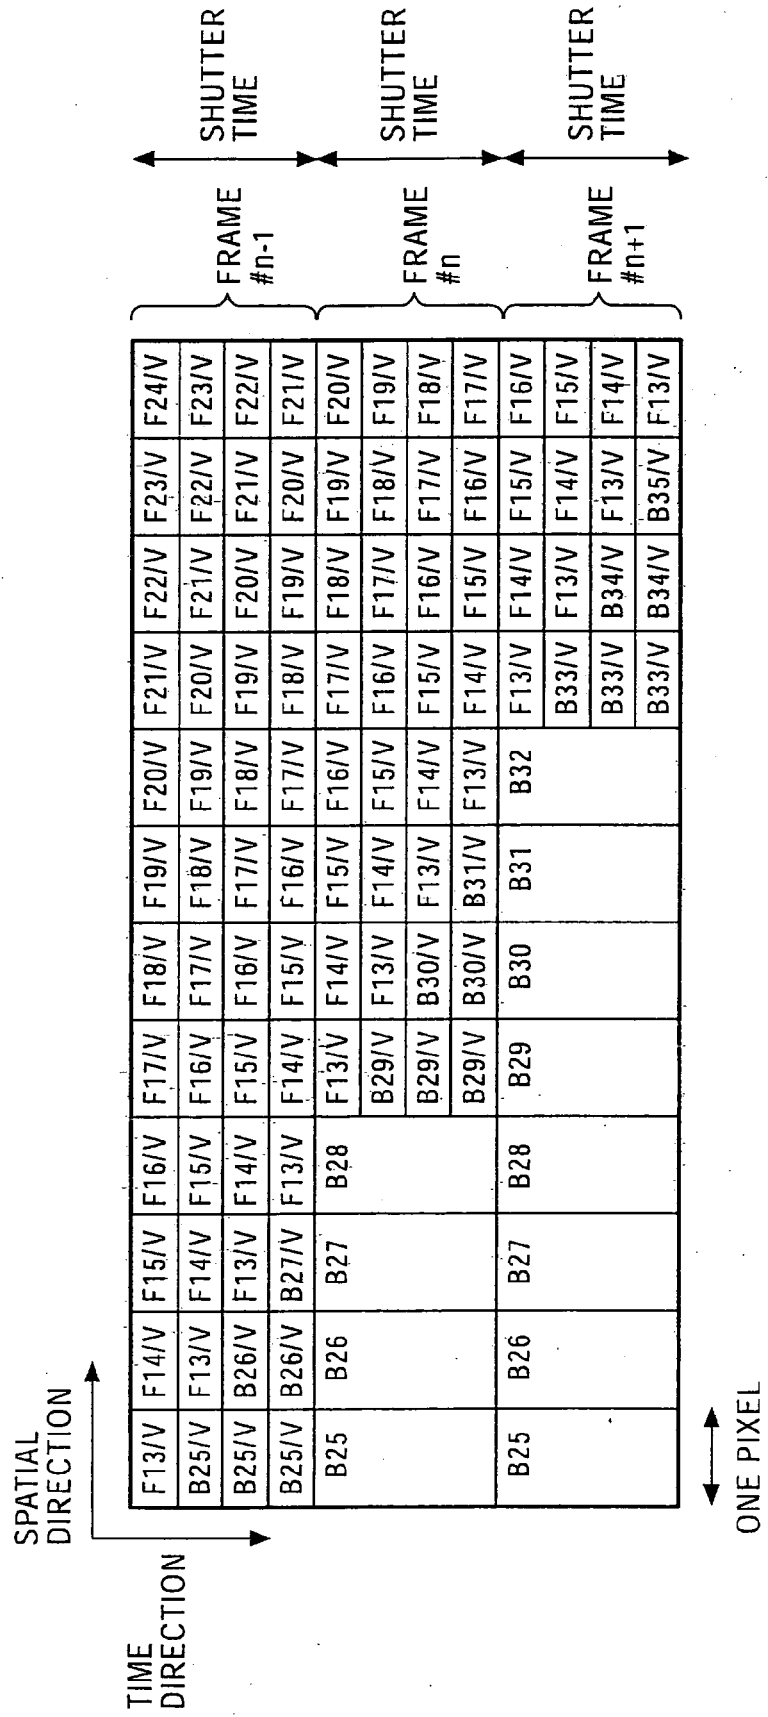 SPATIAL
DIRECTION
TIME
DIRECTION
F13/V F14/V F15/V F16/V F17/V F18/V F19/V F20/V F21/V F22/V F23/V F24/V
B25/V F13/V F14/V F15/V F16/V F17/V F18/V F19/V F20/V F21/V F22/V F23/V
B25/V B26/V F13/V F14/V F15/V F16/V F17/V F18/V F19/V F20/V F21/V F22/V
B25/V B26/V B27/V F13/V F14/V F15/V F16/V F17/V F18/V F19/V F20/V F21/V
FRAME
#n-1
SHUTTER
TIME
B25 B26 B27 B28 F13/V F14/V F15/V F16/V F17/V F18/V F19/V F20/V
B29/V F13/V F14/V F15/V F16/V F17/V F18/V F19/V
B29/V B30/V F13/V F14/V F15/V F16/V F17/V F18/V
B29/V B30/V B31/V F13/V F14/V F15/V F16/V F17/V
FRAME
#n
SHUTTER
TIME
B25 B26 B27 B28 B29 B30 B31 B32 F13/V F14/V F15/V F16/V
B33/V F13/V F14/V F15/V
B33/V B34/V F13/V F14/V
B33/V B34/V B35/V F13/V
FRAME
#n+1
SHUTTER
TIME
ONE PIXEL